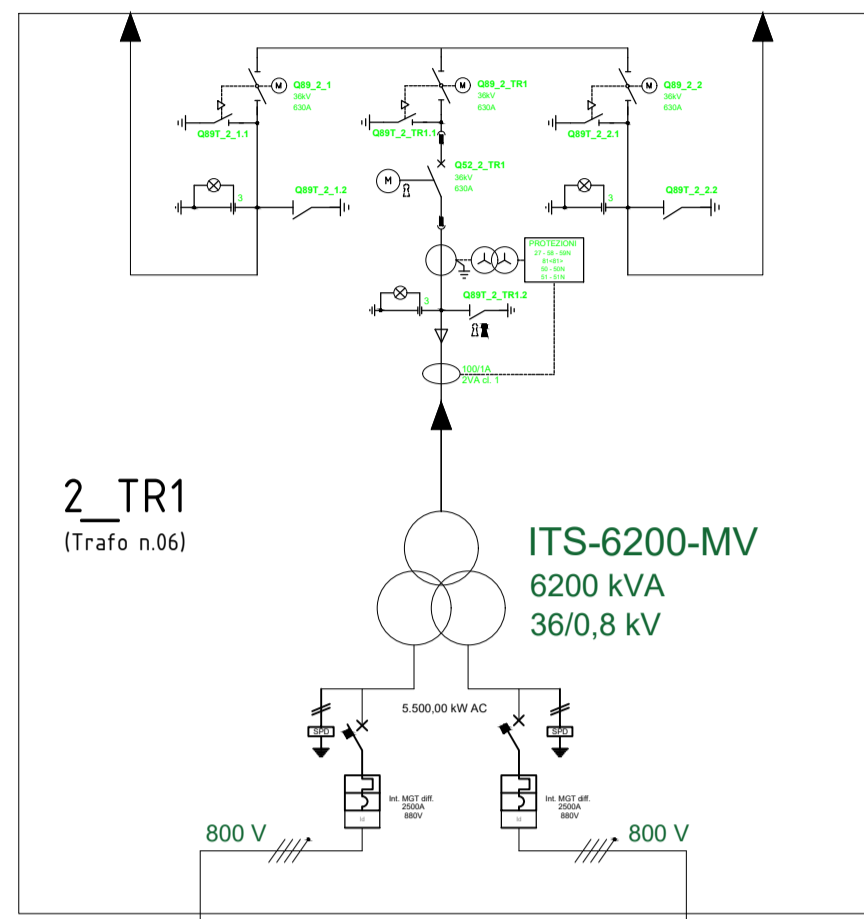 M
Q89_2_1
36kV
630A
Q89T_2_1.1
3
Q89T_2_1.2
M
Q89_2_TR1
36kV
630A
Q89T_2_TR1.1
M
Q52_2_TR1
36kV
630A
M
Q89_2_2
36kV
630A
Q89T_2_2.1
3
Q89T_2_2.2
PROTEZIONI
50 - 50N
51 - 51N
3
Q89T_2_TR1.2
100/1A
2VA cl. 1
2_TR1
(Trafo n.06)
ITS-6200-MV
6200 kVA
36/0,8 kV
5.500,00 kW AC
SPD
SPD
Int. MGT diff.
2500A
880V
Id
Int. MGT diff.
2500A
880V
Id
800 V
800 V